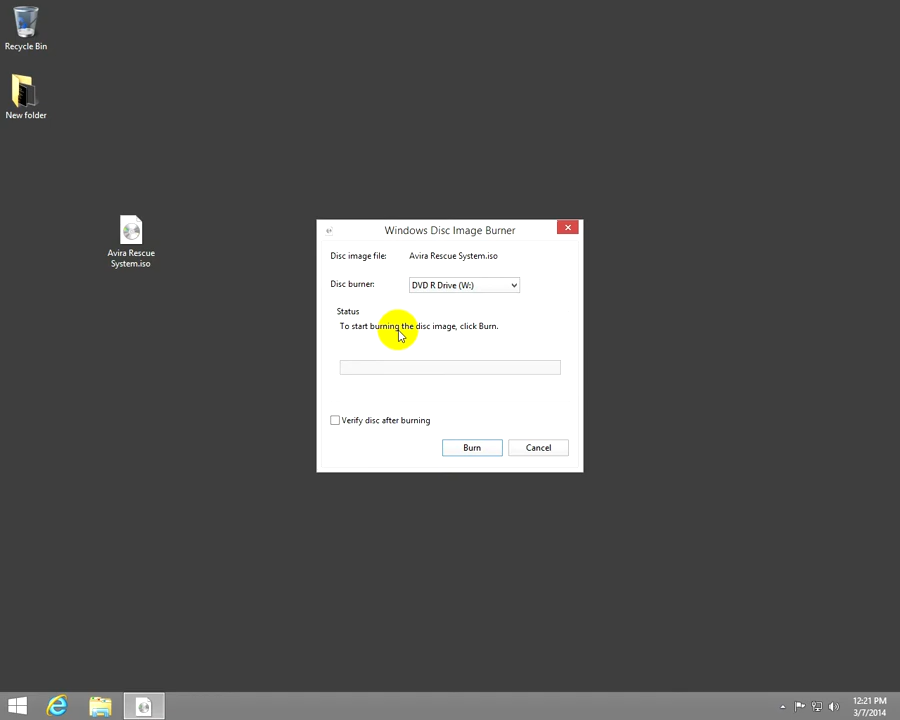 Recycle Bin
New folder
Avira Rescue
System.iso
Windows Disc Image Burner
Disc image file: Avira Rescue System.iso
Disc burner: DVD R Drive (W:)
Status
To start burning the disc image, click Burn.
Verify disc after burning
Burn Cancel
12:21 PM
3/7/2014